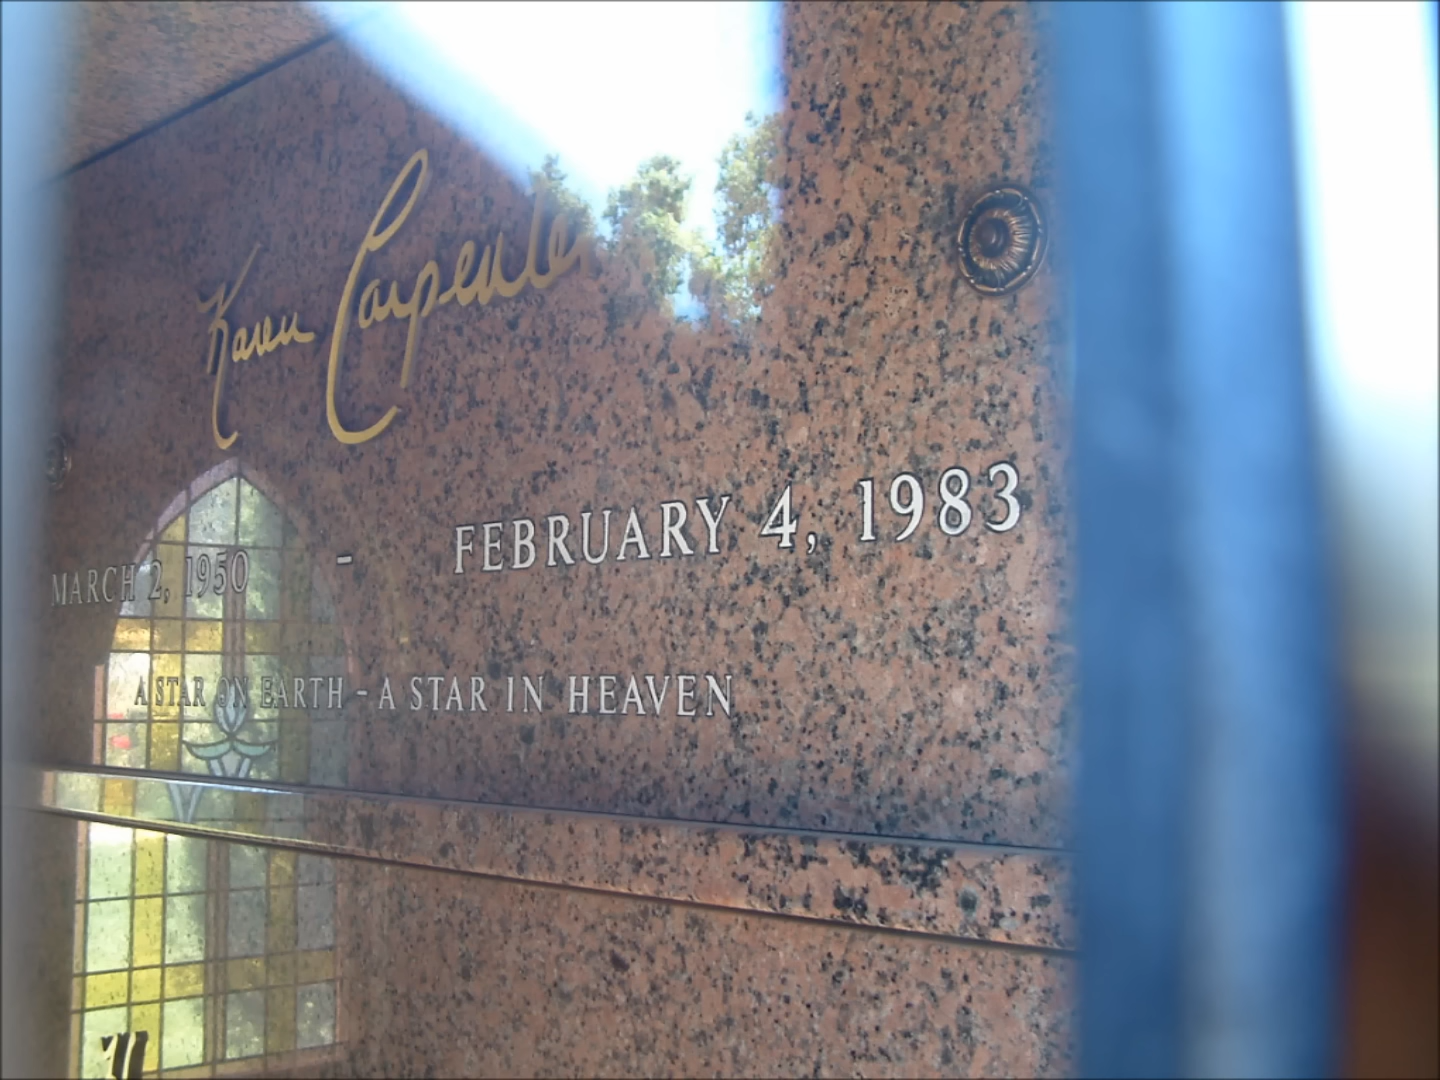 Karen Carpenter
MARCH 2, 1950 - FEBRUARY 4, 1983
A STAR ON EARTH - A STAR IN HEAVEN